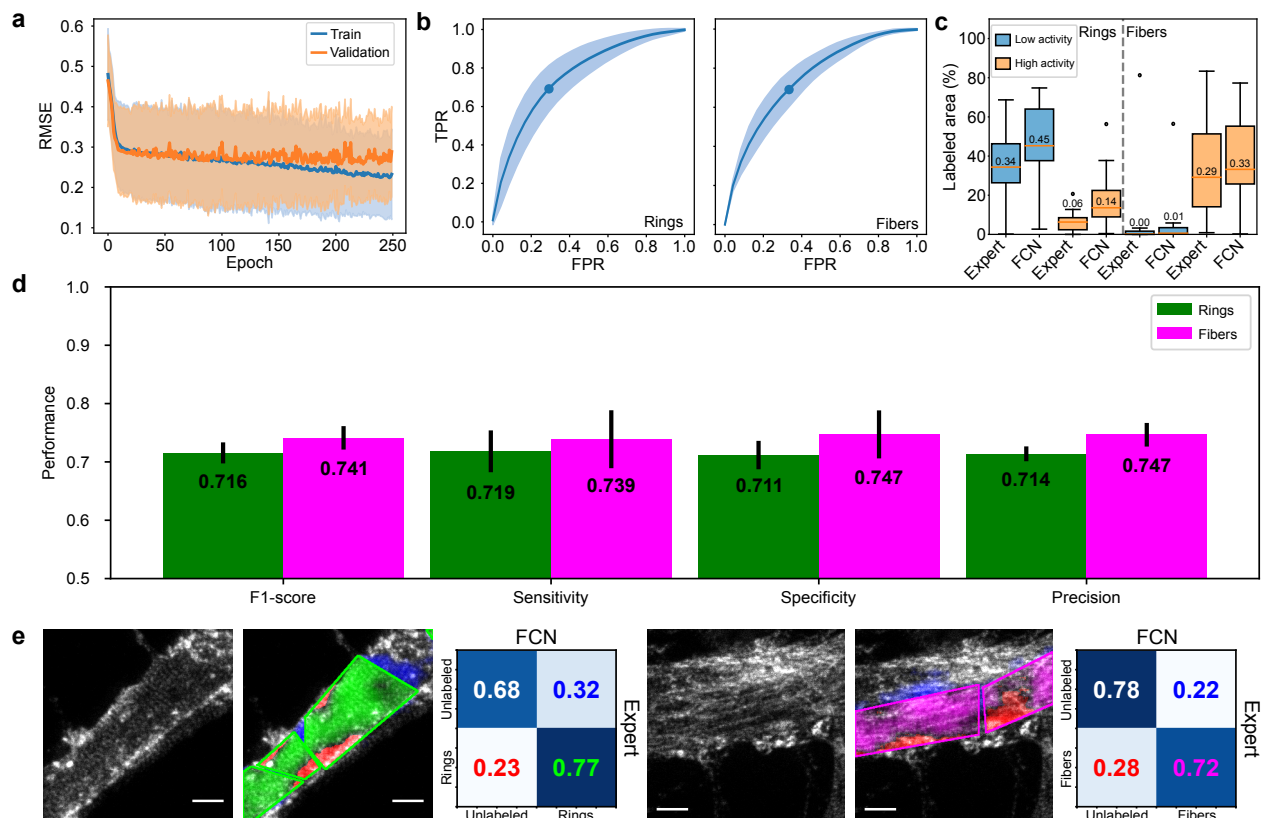 a
0.6
0.5
0.4
0.3
0.2
0.1
RMSE
Train
Validation
0
50
100
150
200
250
Epoch
b
1.0
0.8
0.6
0.4
0.2
0.0
TPR
Rings
0.0
0.2
0.4
0.6
0.8
1.0
FPR
Fibers
0.0
0.2
0.4
0.6
0.8
1.0
FPR
c
100
80
60
40
20
0
Labeled area (%)
Low activity
High activity
Rings
Fibers
0.34
0.45
0.06
0.14
0.00
0.01
0.29
0.33
Expert
FCN
Expert
FCN
Expert
FCN
Expert
FCN
d
1.0
0.9
0.8
0.7
0.6
0.5
Performance
Rings
Fibers
0.716
0.741
0.719
0.739
0.711
0.747
0.714
0.747
F1-score
Sensitivity
Specificity
Precision
e
FCN
Unlabeled
0.68
0.32
Rings
0.23
0.77
Expert
Unlabeled
Rings
FCN
Unlabeled
0.78
0.22
Fibers
0.28
0.72
Expert
Unlabeled
Fibers